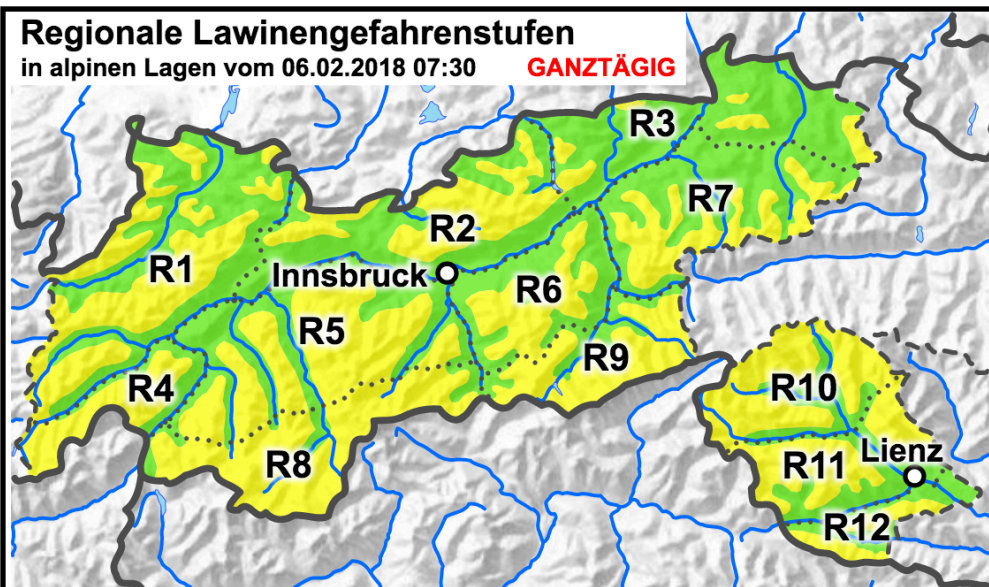 Regionale Lawinengefahrenstufen
in alpinen Lagen vom 06.02.2018 07:30 GANZTÄGIG
R3
R7
R2
R1
Innsbruck
R6
R5
R9
R4
R10
R8
Lienz
R11
R12